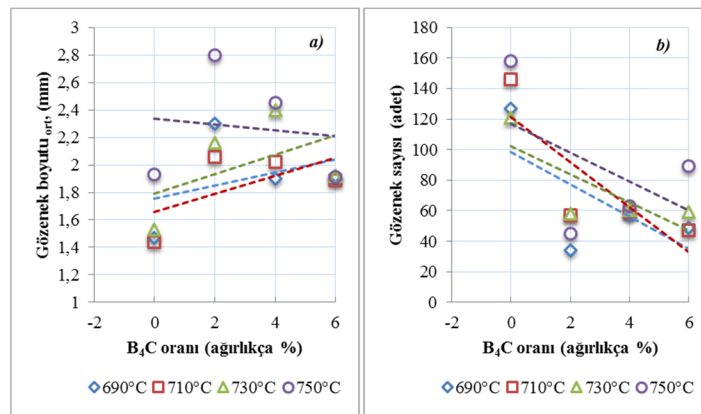 a)
Gözenek boyutu ort, (mm)
3
2,8
2,6
2,4
2,2
2
1,8
1,6
1,4
1,2
1
-2 0 2 4 6
B₄C oranı (ağırlıkça %)
690°C 710°C 730°C 750°C
b)
Gözenek sayısı (adet)
180
160
140
120
100
80
60
40
20
0
-2 0 2 4 6
B₄C oranı (ağırlıkça %)
690°C 710°C 730°C 750°C